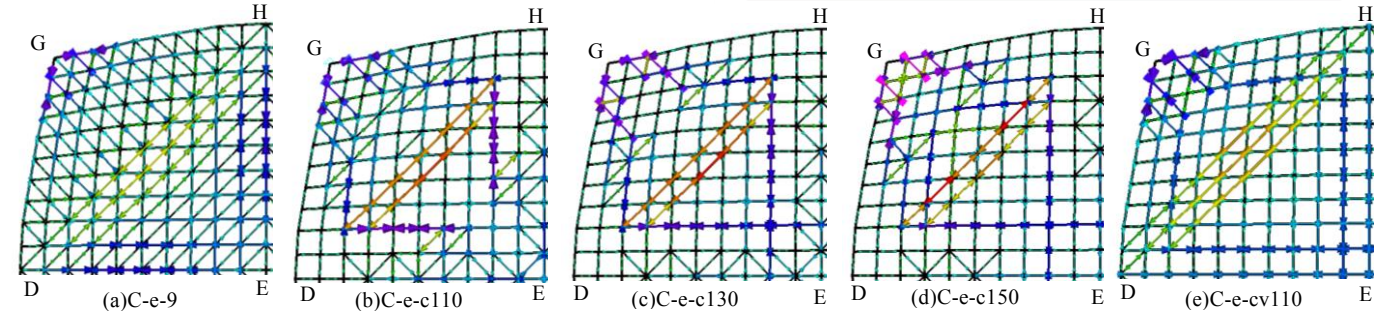 G H D E (a)C-e-9
G H D E (b)C-e-c110
G H D E (c)C-e-c130
G H D E (d)C-e-c150
G H D E (e)C-e-cv110